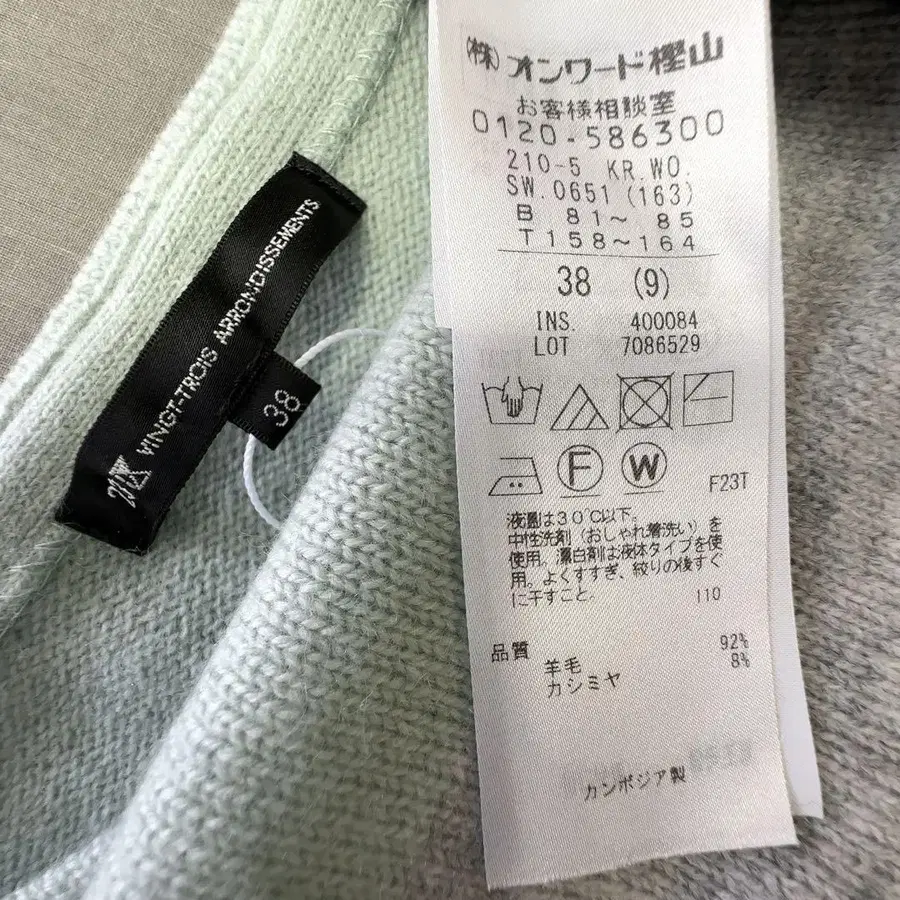 VINGT-TROIS ARRONDISSEMENTS
38
(株)オンワード樫山
お客様相談室
0120-586300
210-5 KR.WO.
SW.0651 (163)
B 81～ 85
T 158～164
38 (9)
INS. 400084
LOT 7086529
F W F23T
液温は30℃以下。
中性洗剤（おしゃれ着洗い）を
使用。漂白剤は液体タイプを使
用。よくすすぎ、絞りの後すぐ
に干すこと。 110
品質 92%
羊毛 8%
カシミヤ
カンボジア製